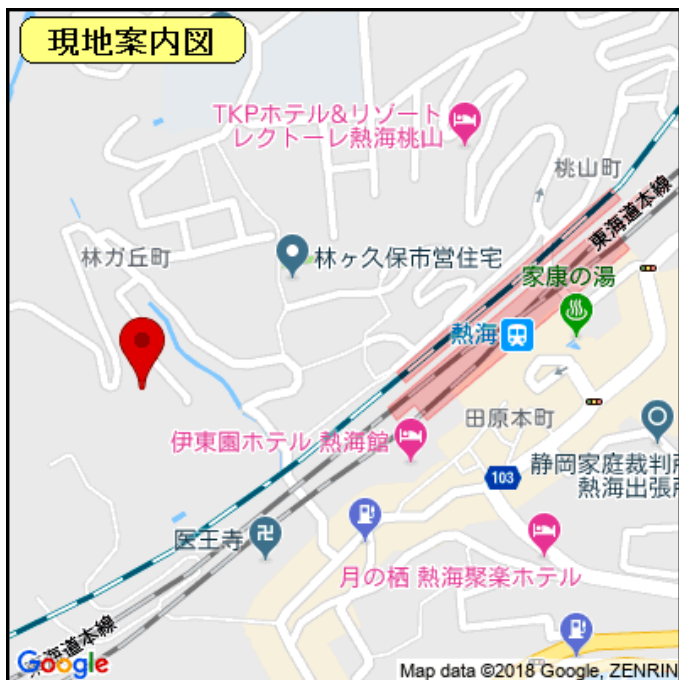 現地案内図
TKPホテル&リゾート
レクトーレ熱海桃山
桃山町
東海道本線
林ガ丘町
林ヶ久保市営住宅
家康の湯
熱海
田原本町
伊東園ホテル 熱海館
静岡家庭裁判所
熱海出張所
103
医王寺
月の栖 熱海聚楽ホテル
東海道本線
Google
Map data ©2018 Google, ZENRIN